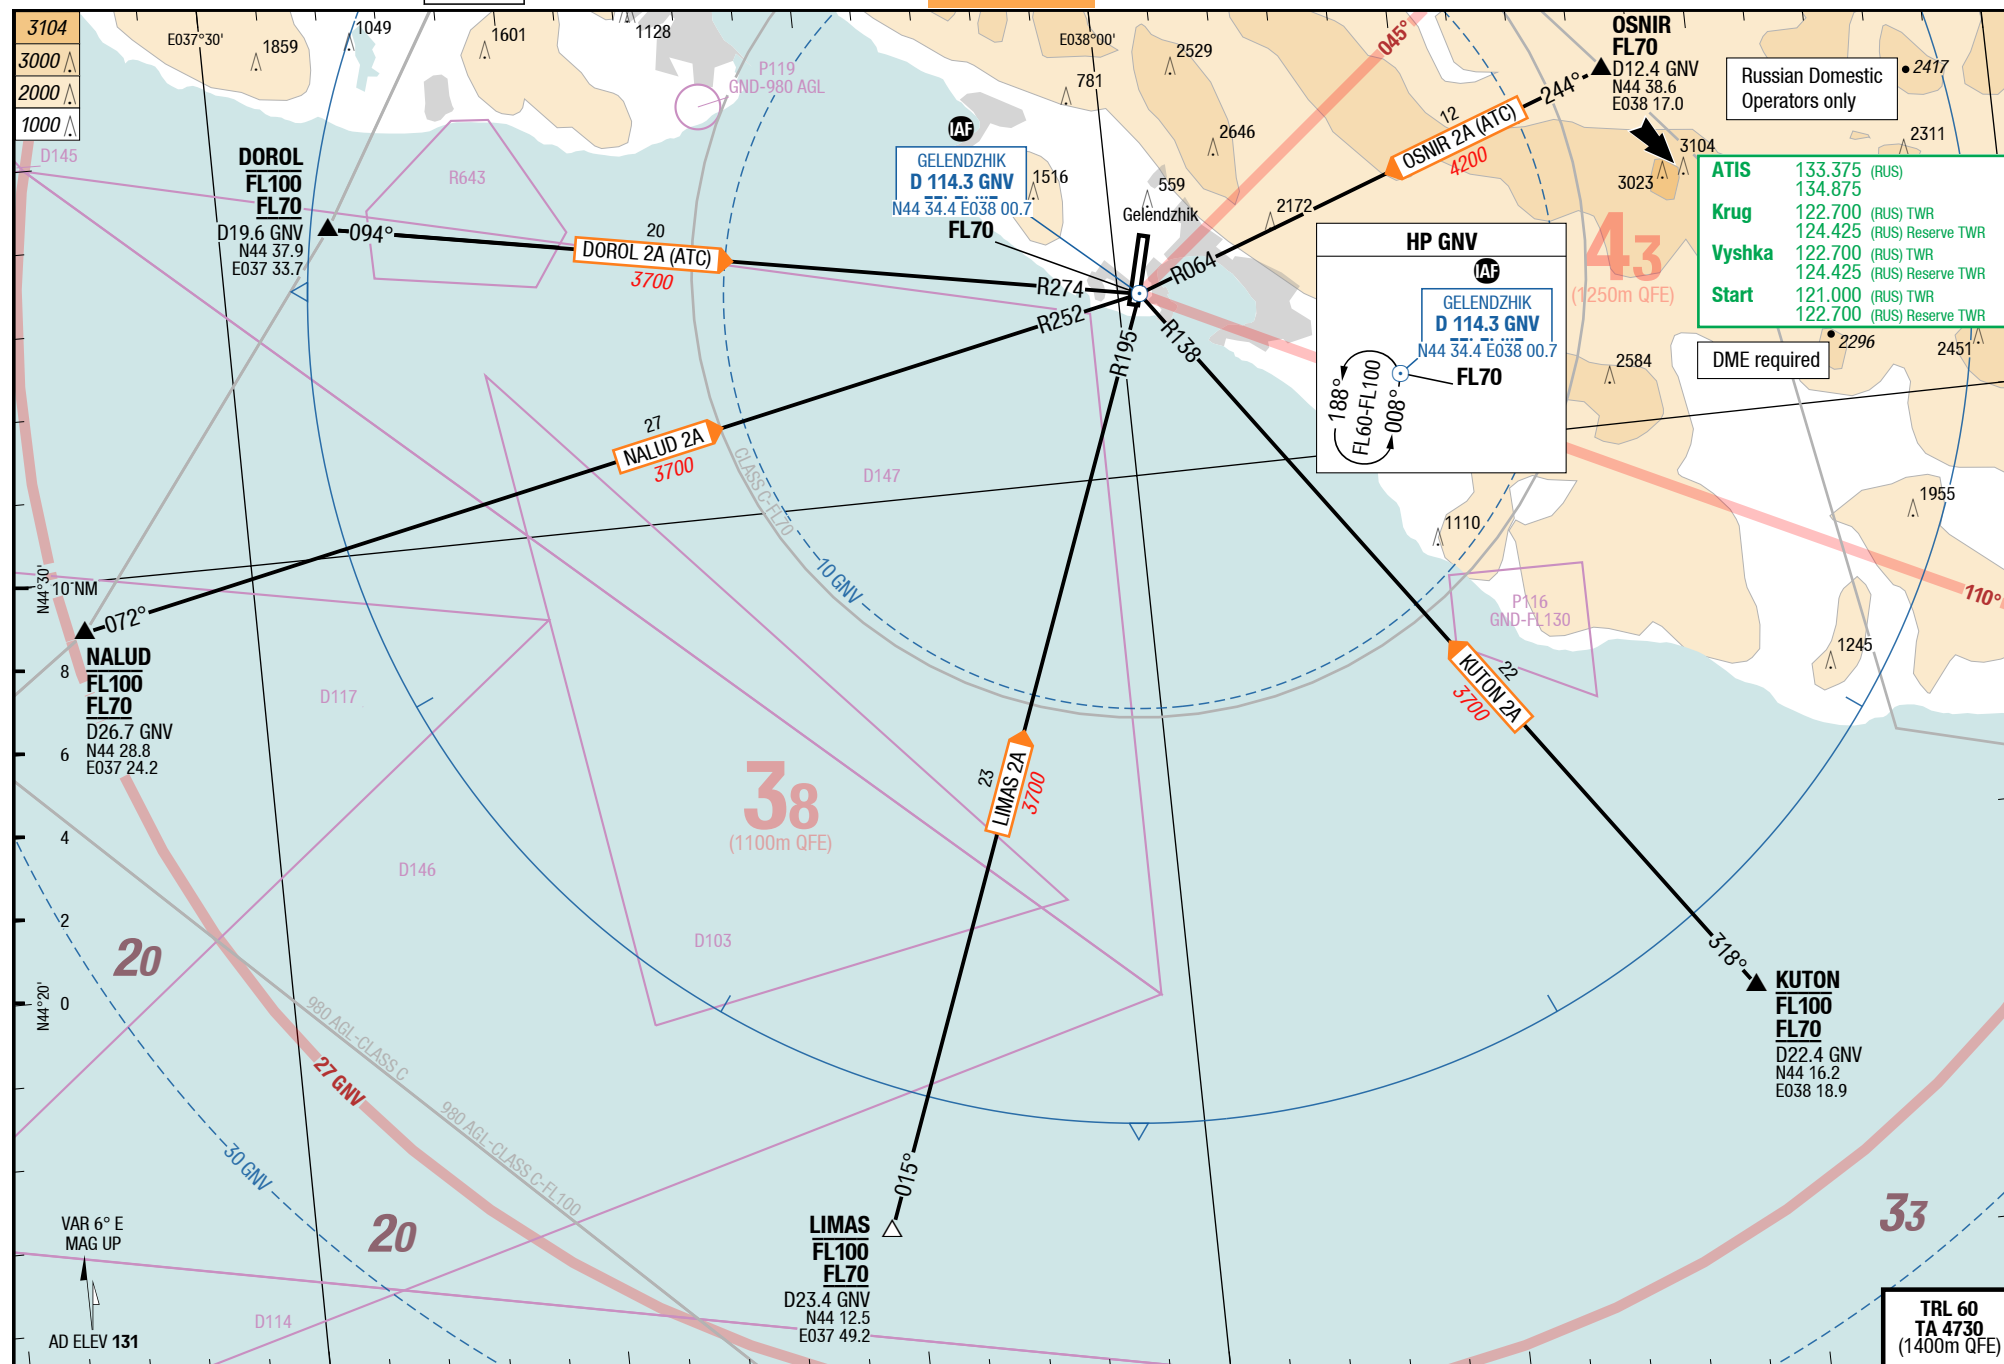 3104
3000
2000
1000
E037°30'
1859
1049
1601
1128
E038°00'
P119
GND-980 AGL
781
2529
2646
045°
OSNIR
FL70
D12.4 GNV
N44 38.6
E038 17.0
244°
12
OSNIR 2A (ATC)
4200
Russian Domestic
Operators only
2417
2311
3104
3023
ATIS 133.375 (RUS)
134.875
Krug 122.700 (RUS) TWR
124.425 (RUS) Reserve TWR
Vyshka 122.700 (RUS) TWR
124.425 (RUS) Reserve TWR
Start 121.000 (RUS) TWR
122.700 (RUS) Reserve TWR
DME required
2296
2451
2584
43
(1250m QFE)
D145
DOROL
FL100
FL70
D19.6 GNV
N44 37.9
E037 33.7
094°
R643
20
DOROL 2A (ATC)
3700
IAF
GELENDZHIK
D 114.3 GNV
N44 34.4 E038 00.7
FL70
1516
559
Gelendzhik
2172
R064
R274
R252
R195
R138
HP GNV
IAF
GELENDZHIK
D 114.3 GNV
N44 34.4 E038 00.7
FL70
188°
FL60-FL100
008°
27
NALUD 2A
3700
CLASS C-FL70
D147
10 GNV
1110
1955
P116
GND-FL130
110°
1245
N44°30'
10 NM
8
6
4
2
0
N44°20'
072°
NALUD
FL100
FL70
D26.7 GNV
N44 28.8
E037 24.2
D117
D146
38
(1100m QFE)
D103
23
LIMAS 2A
3700
22
KUTON 2A
3700
318°
KUTON
FL100
FL70
D22.4 GNV
N44 16.2
E038 18.9
20
980 AGL-CLASS C
27 GNV
980 AGL-CLASS C-FL100
30 GNV
20
015°
LIMAS
FL100
FL70
D23.4 GNV
N44 12.5
E037 49.2
33
VAR 6° E
MAG UP
AD ELEV 131
D114
TRL 60
TA 4730
(1400m QFE)